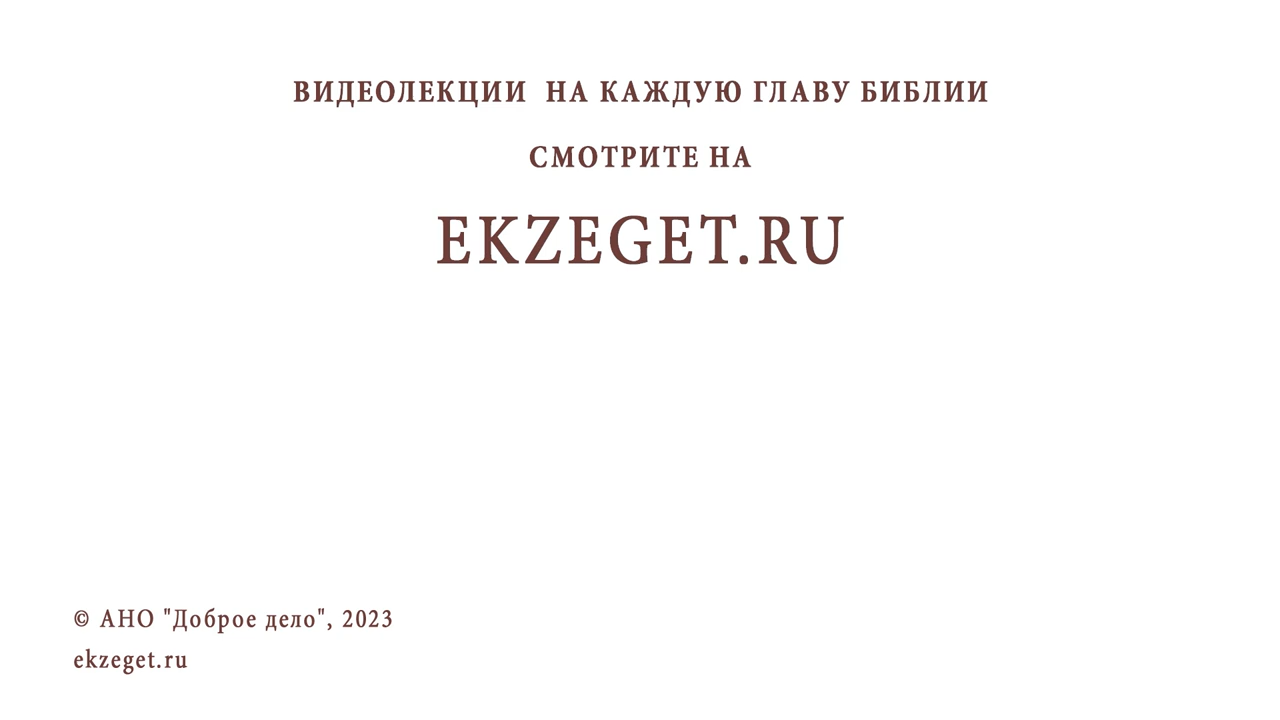 ВИДЕОЛЕКЦИИ НА КАЖДУЮ ГЛАВУ БИБЛИИ
СМОТРИТЕ НА
EKZEGET.RU
© АНО "Доброе дело", 2023
ekzeget.ru